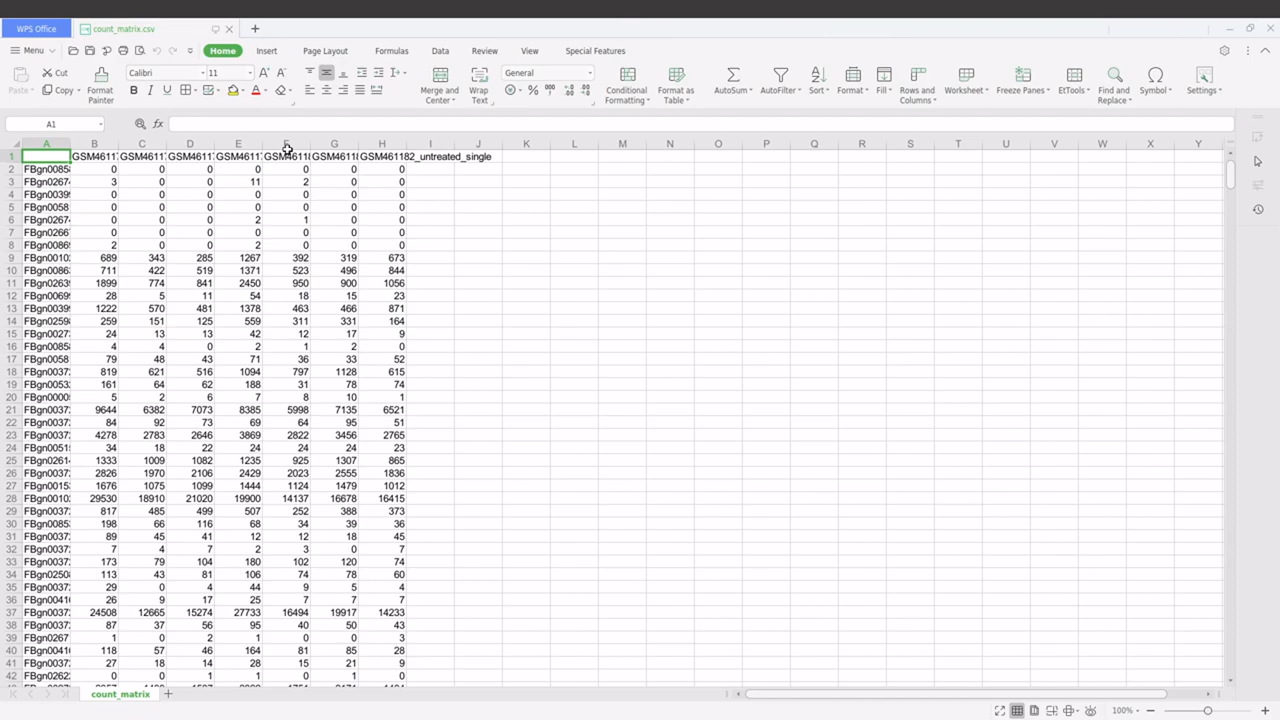 WPS Office count_matrix.csv
Menu Home Insert Page Layout Formulas Data Review View Special Features
Paste Cut Copy Format Painter Calibri 11 Merge and Center Wrap Text General Conditional Formatting Format as Table AutoSum AutoFilter Sort Format Fill Rows and Columns Worksheet Freeze Panes EtTools Find and Replace Symbol Settings
A1 fx
A B C D E F G H I J K L M N O P Q R S T U V W X Y
1 GSM4611 GSM4611 GSM4611 GSM4611 GSM46118 GSM46118 GSM461182_untreated_single
2 FBgn0085 0 0 0 0 0 0 0
3 FBgn0267 3 0 0 11 2 0 0
4 FBgn0039 0 0 0 0 0 0 0
5 FBgn0058 0 0 0 0 0 0 0
6 FBgn0267 0 0 0 2 1 0 0
7 FBgn0266 0 0 0 0 0 0 0
8 FBgn0086 2 0 0 2 0 0 0
9 FBgn0010 689 343 285 1267 392 319 673
10 FBgn0086 711 422 519 1371 523 496 844
11 FBgn0263 1899 774 841 2450 950 900 1056
12 FBgn0069 28 5 11 54 18 15 23
13 FBgn0039 1222 570 481 1378 463 466 871
14 FBgn0259 259 151 125 559 311 331 164
15 FBgn0027 24 13 13 42 12 17 9
16 FBgn0085 4 4 0 2 1 2 0
17 FBgn0058 79 48 43 71 36 33 52
18 FBgn0037 819 621 516 1094 797 1128 615
19 FBgn0053 161 64 62 188 31 78 74
20 FBgn0000 5 2 6 7 8 10 1
21 FBgn0037 9644 6382 7073 8385 5998 7135 6521
22 FBgn0037 84 92 73 69 64 95 51
23 FBgn0037 4278 2783 2646 3869 2822 3456 2765
24 FBgn0051 34 18 22 24 24 24 23
25 FBgn0261 1333 1009 1082 1235 925 1307 865
26 FBgn0037 2826 1970 2106 2429 2023 2555 1836
27 FBgn0015 1676 1075 1099 1444 1124 1479 1012
28 FBgn0010 29530 18910 21020 19900 14137 16678 16415
29 FBgn0037 817 485 499 507 252 388 373
30 FBgn0085 198 66 116 68 34 39 36
31 FBgn0037 89 45 41 12 12 18 45
32 FBgn0037 7 4 7 2 3 0 7
33 FBgn0037 173 79 104 180 102 120 74
34 FBgn0250 113 43 81 106 74 78 60
35 FBgn0037 29 0 4 44 9 5 4
36 FBgn0041 26 9 17 25 7 7 7
37 FBgn0037 24508 12665 15274 27733 16494 19917 14233
38 FBgn0037 87 37 56 95 40 50 43
39 FBgn0267 1 0 2 1 0 0 3
40 FBgn0041 118 57 46 164 81 85 28
41 FBgn0037 27 18 14 28 15 21 9
42 FBgn0262 0 0 1 1 0 1 0
count_matrix
100%